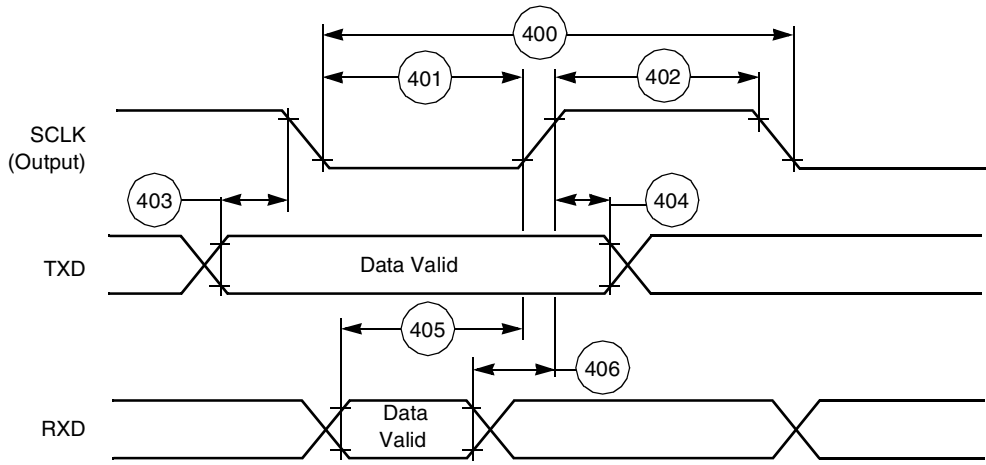 400
401
402
SCLK
(Output)
403
404
TXD
Data Valid
405
406
RXD
Data
Valid